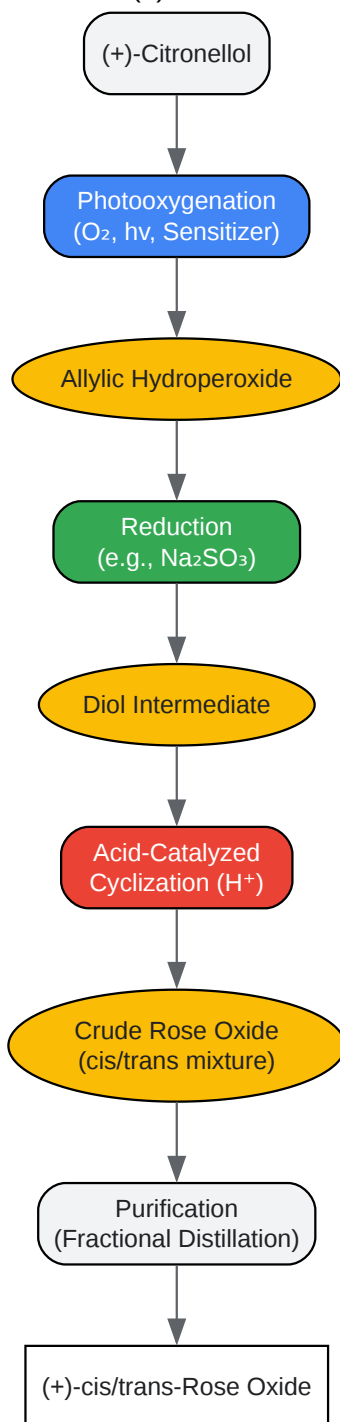 (+)-Citronellol
Photooxygenation
(O₂, hv, Sensitizer)
Allylic Hydroperoxide
Reduction
(e.g., Na₂SO₃)
Diol Intermediate
Acid-Catalyzed
Cyclization (H⁺)
Crude Rose Oxide
(cis/trans mixture)
Purification
(Fractional Distillation)
(+)-cis/trans-Rose Oxide